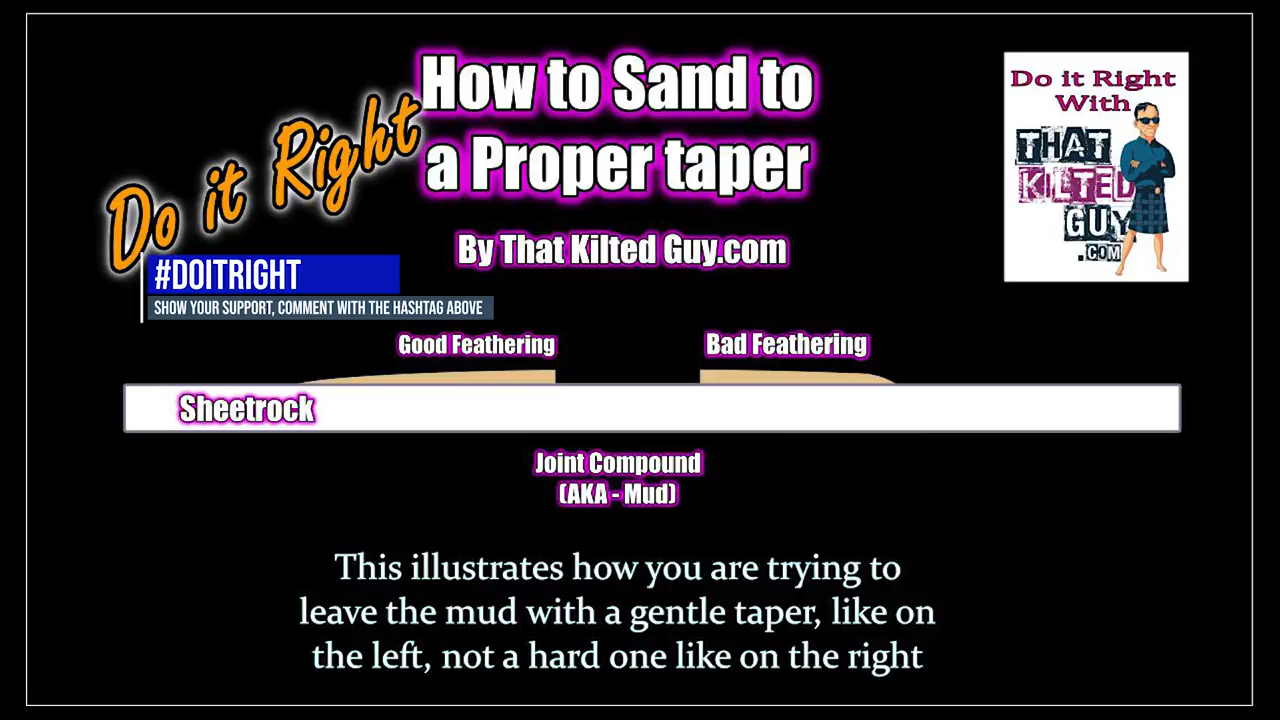 How to Sand to
a Proper taper
Do it Right
By That Kilted Guy.com
#DOITRIGHT
SHOW YOUR SUPPORT, COMMENT WITH THE HASHTAG ABOVE
Do it Right
With
THAT
KILTED
GUY
.COM
Good Feathering
Bad Feathering
Sheetrock
Joint Compound
(AKA - Mud)
This illustrates how you are trying to
leave the mud with a gentle taper, like on
the left, not a hard one like on the right